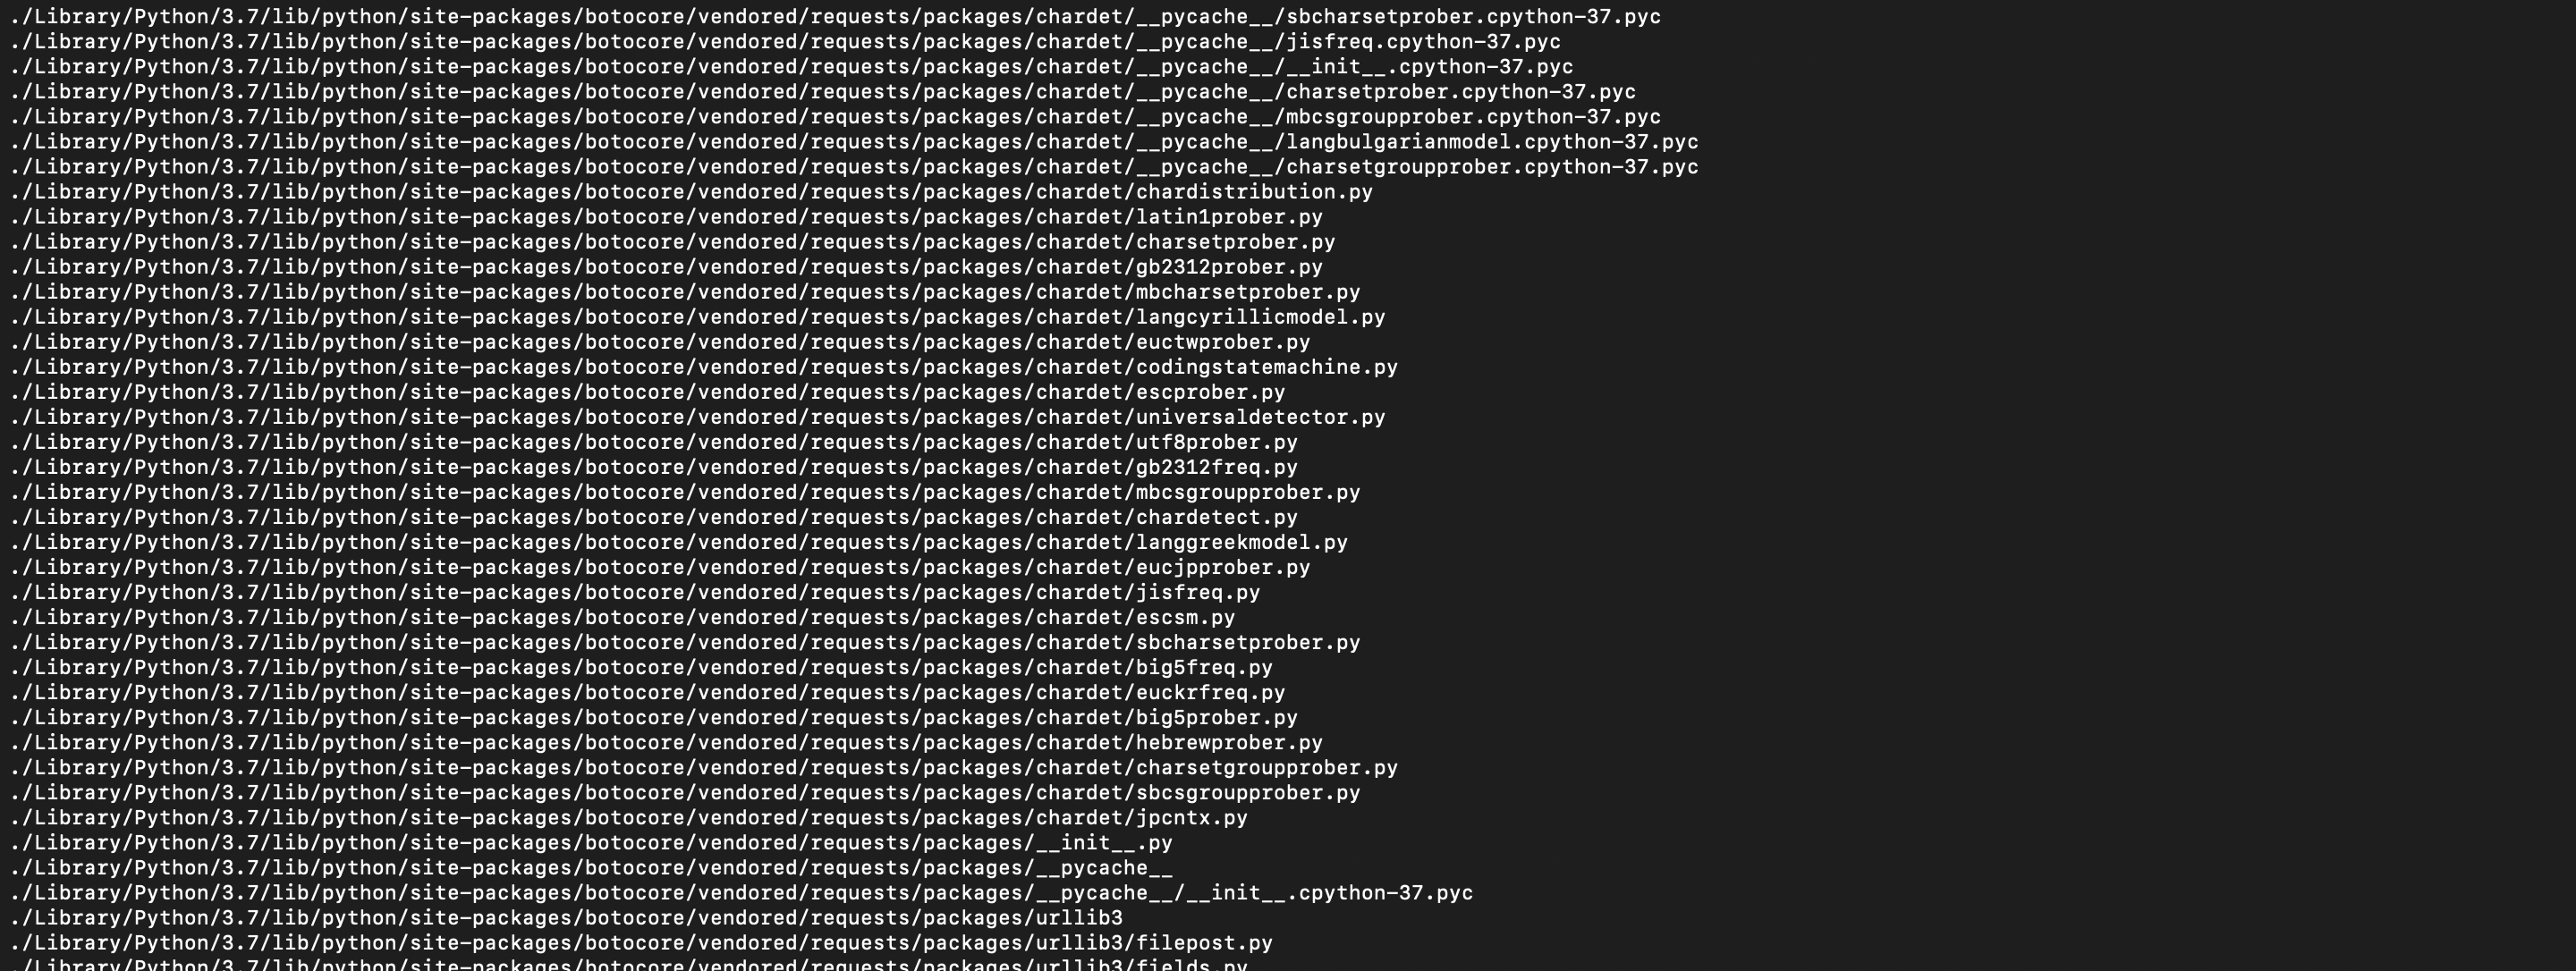 ./Library/Python/3.7/lib/python/site-packages/botocore/vendored/requests/packages/chardet/__pycache__/sbcharsetprober.cpython-37.pyc
./Library/Python/3.7/lib/python/site-packages/botocore/vendored/requests/packages/chardet/__pycache__/jisfreq.cpython-37.pyc
./Library/Python/3.7/lib/python/site-packages/botocore/vendored/requests/packages/chardet/__pycache__/__init__.cpython-37.pyc
./Library/Python/3.7/lib/python/site-packages/botocore/vendored/requests/packages/chardet/__pycache__/charsetprober.cpython-37.pyc
./Library/Python/3.7/lib/python/site-packages/botocore/vendored/requests/packages/chardet/__pycache__/mbcsgroupprober.cpython-37.pyc
./Library/Python/3.7/lib/python/site-packages/botocore/vendored/requests/packages/chardet/__pycache__/langbulgarianmodel.cpython-37.pyc
./Library/Python/3.7/lib/python/site-packages/botocore/vendored/requests/packages/chardet/__pycache__/charsetgroupprober.cpython-37.pyc
./Library/Python/3.7/lib/python/site-packages/botocore/vendored/requests/packages/chardet/chardistribution.py
./Library/Python/3.7/lib/python/site-packages/botocore/vendored/requests/packages/chardet/latin1prober.py
./Library/Python/3.7/lib/python/site-packages/botocore/vendored/requests/packages/chardet/charsetprober.py
./Library/Python/3.7/lib/python/site-packages/botocore/vendored/requests/packages/chardet/gb2312prober.py
./Library/Python/3.7/lib/python/site-packages/botocore/vendored/requests/packages/chardet/mbcharsetprober.py
./Library/Python/3.7/lib/python/site-packages/botocore/vendored/requests/packages/chardet/langcyrillicmodel.py
./Library/Python/3.7/lib/python/site-packages/botocore/vendored/requests/packages/chardet/euctwprober.py
./Library/Python/3.7/lib/python/site-packages/botocore/vendored/requests/packages/chardet/codingstatemachine.py
./Library/Python/3.7/lib/python/site-packages/botocore/vendored/requests/packages/chardet/escprober.py
./Library/Python/3.7/lib/python/site-packages/botocore/vendored/requests/packages/chardet/universaldetector.py
./Library/Python/3.7/lib/python/site-packages/botocore/vendored/requests/packages/chardet/utf8prober.py
./Library/Python/3.7/lib/python/site-packages/botocore/vendored/requests/packages/chardet/gb2312freq.py
./Library/Python/3.7/lib/python/site-packages/botocore/vendored/requests/packages/chardet/mbcsgroupprober.py
./Library/Python/3.7/lib/python/site-packages/botocore/vendored/requests/packages/chardet/chardetect.py
./Library/Python/3.7/lib/python/site-packages/botocore/vendored/requests/packages/chardet/langgreekmodel.py
./Library/Python/3.7/lib/python/site-packages/botocore/vendored/requests/packages/chardet/eucjpprober.py
./Library/Python/3.7/lib/python/site-packages/botocore/vendored/requests/packages/chardet/jisfreq.py
./Library/Python/3.7/lib/python/site-packages/botocore/vendored/requests/packages/chardet/escsm.py
./Library/Python/3.7/lib/python/site-packages/botocore/vendored/requests/packages/chardet/sbcharsetprober.py
./Library/Python/3.7/lib/python/site-packages/botocore/vendored/requests/packages/chardet/big5freq.py
./Library/Python/3.7/lib/python/site-packages/botocore/vendored/requests/packages/chardet/euckrfreq.py
./Library/Python/3.7/lib/python/site-packages/botocore/vendored/requests/packages/chardet/big5prober.py
./Library/Python/3.7/lib/python/site-packages/botocore/vendored/requests/packages/chardet/hebrewprober.py
./Library/Python/3.7/lib/python/site-packages/botocore/vendored/requests/packages/chardet/charsetgroupprober.py
./Library/Python/3.7/lib/python/site-packages/botocore/vendored/requests/packages/chardet/sbcsgroupprober.py
./Library/Python/3.7/lib/python/site-packages/botocore/vendored/requests/packages/chardet/jpcntx.py
./Library/Python/3.7/lib/python/site-packages/botocore/vendored/requests/packages/__init__.py
./Library/Python/3.7/lib/python/site-packages/botocore/vendored/requests/packages/__pycache__
./Library/Python/3.7/lib/python/site-packages/botocore/vendored/requests/packages/__pycache__/__init__.cpython-37.pyc
./Library/Python/3.7/lib/python/site-packages/botocore/vendored/requests/packages/urllib3
./Library/Python/3.7/lib/python/site-packages/botocore/vendored/requests/packages/urllib3/filepost.py
./Library/Python/3.7/lib/python/site-packages/botocore/vendored/requests/packages/urllib3/fields.py